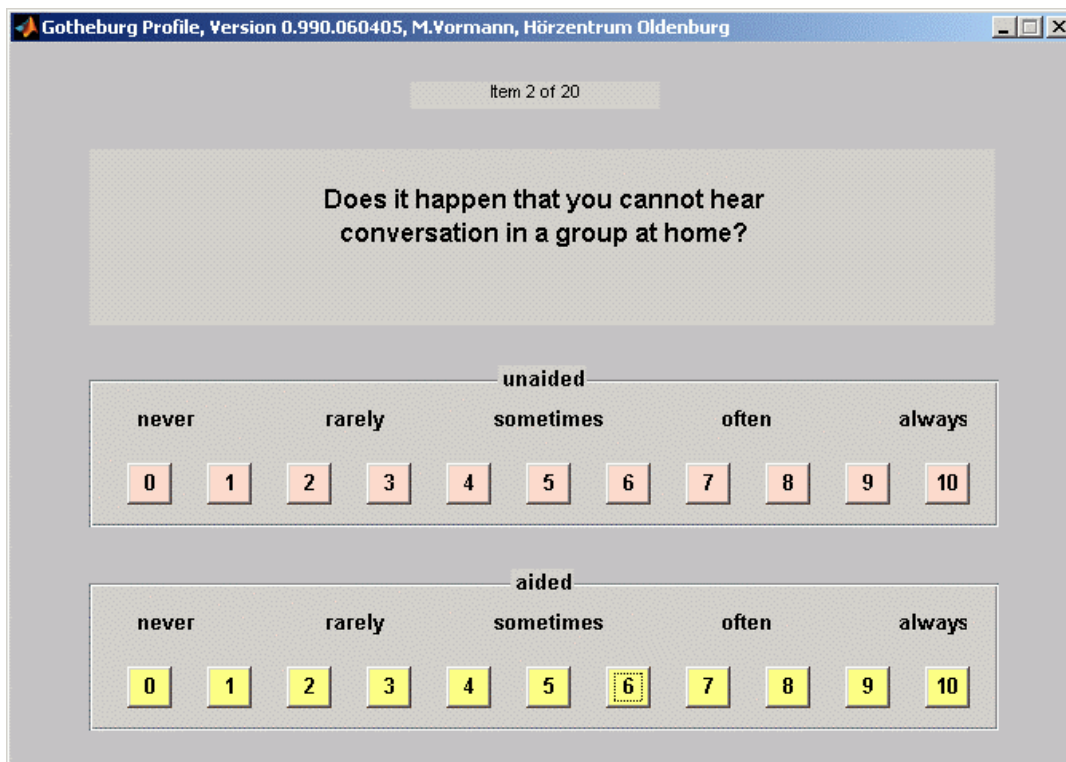 Gotheburg Profile, Version 0.990.060405, M.Vormann, Hörzentrum Oldenburg
Item 2 of 20
Does it happen that you cannot hear
conversation in a group at home?
unaided
never rarely sometimes often always
0 1 2 3 4 5 6 7 8 9 10
aided
never rarely sometimes often always
0 1 2 3 4 5 6 7 8 9 10